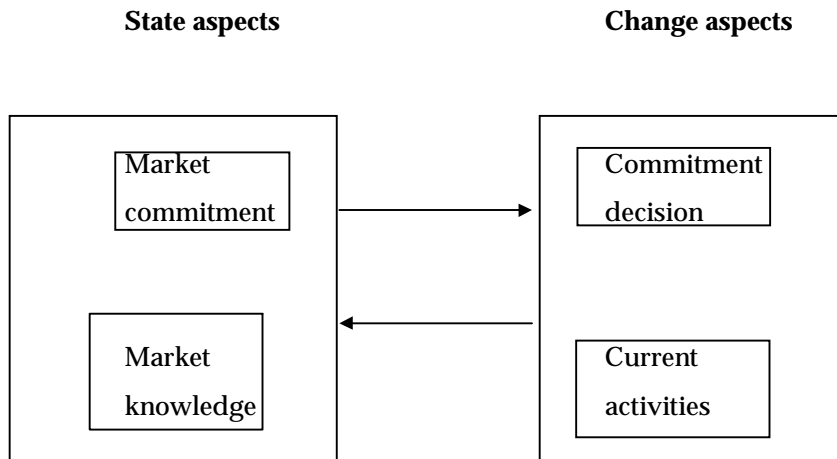 State aspects
Change aspects
Market
commitment
Commitment
decision
Market
knowledge
Current
activities